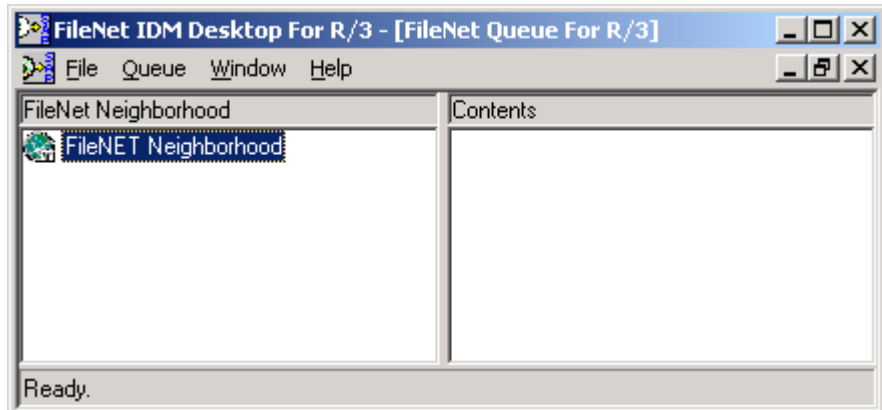 FileNet IDM Desktop For R/3 - [FileNet Queue For R/3]
File Queue Window Help
FileNet Neighborhood Contents
FileNET Neighborhood
Ready.